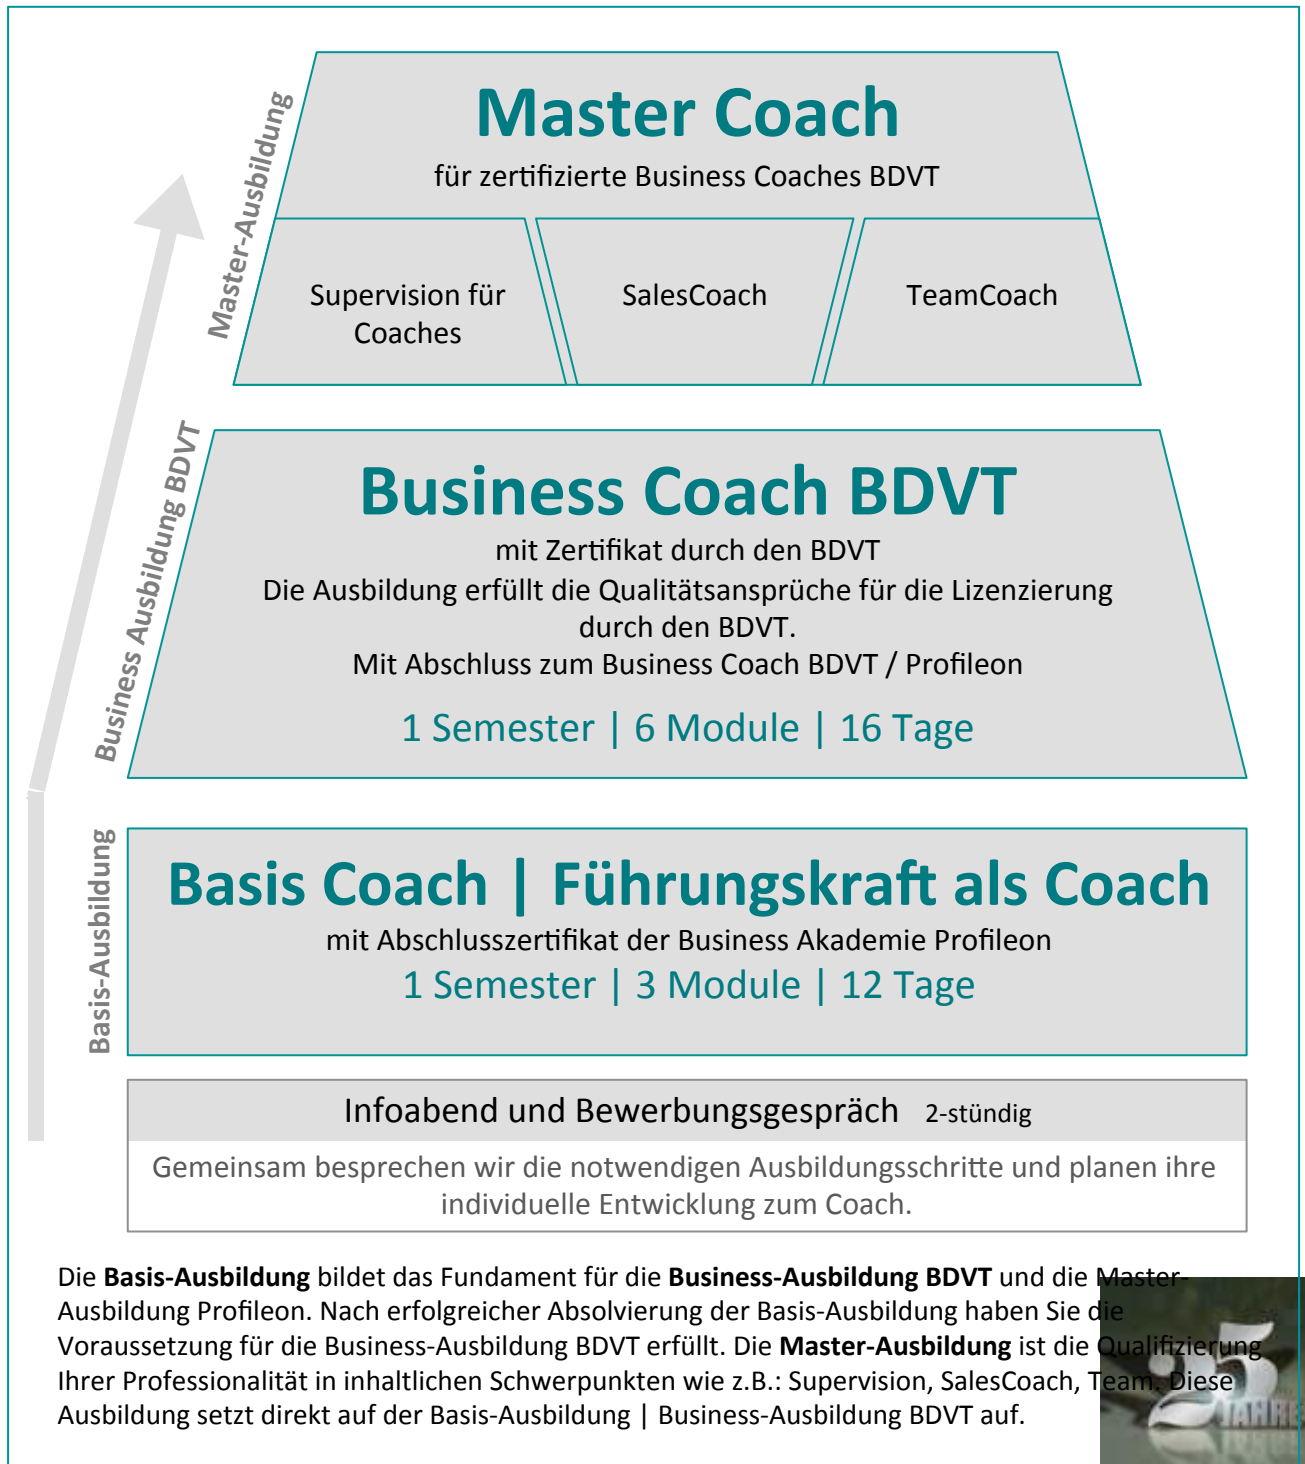 Master-Ausbildung
Master Coach
für zertifizierte Business Coaches BDVT
Supervision für
Coaches
SalesCoach
TeamCoach
Business Ausbildung BDVT
Business Coach BDVT
mit Zertifikat durch den BDVT
Die Ausbildung erfüllt die Qualitätsansprüche für die Lizenzierung
durch den BDVT.
Mit Abschluss zum Business Coach BDVT / Profileon
1 Semester | 6 Module | 16 Tage
Basis-Ausbildung
Basis Coach | Führungskraft als Coach
mit Abschlusszertifikat der Business Akademie Profileon
1 Semester | 3 Module | 12 Tage
Infoabend und Bewerbungsgespräch 2-stündig
Gemeinsam besprechen wir die notwendigen Ausbildungsschritte und planen ihre
individuelle Entwicklung zum Coach.
Die Basis-Ausbildung bildet das Fundament für die Business-Ausbildung BDVT und die Master-
Ausbildung Profileon. Nach erfolgreicher Absolvierung der Basis-Ausbildung haben Sie die
Voraussetzung für die Business-Ausbildung BDVT erfüllt. Die Master-Ausbildung ist die Qualifizierung
Ihrer Professionalität in inhaltlichen Schwerpunkten wie z.B.: Supervision, SalesCoach, Team. Diese
Ausbildung setzt direkt auf der Basis-Ausbildung | Business-Ausbildung BDVT auf.
25
JAHRE